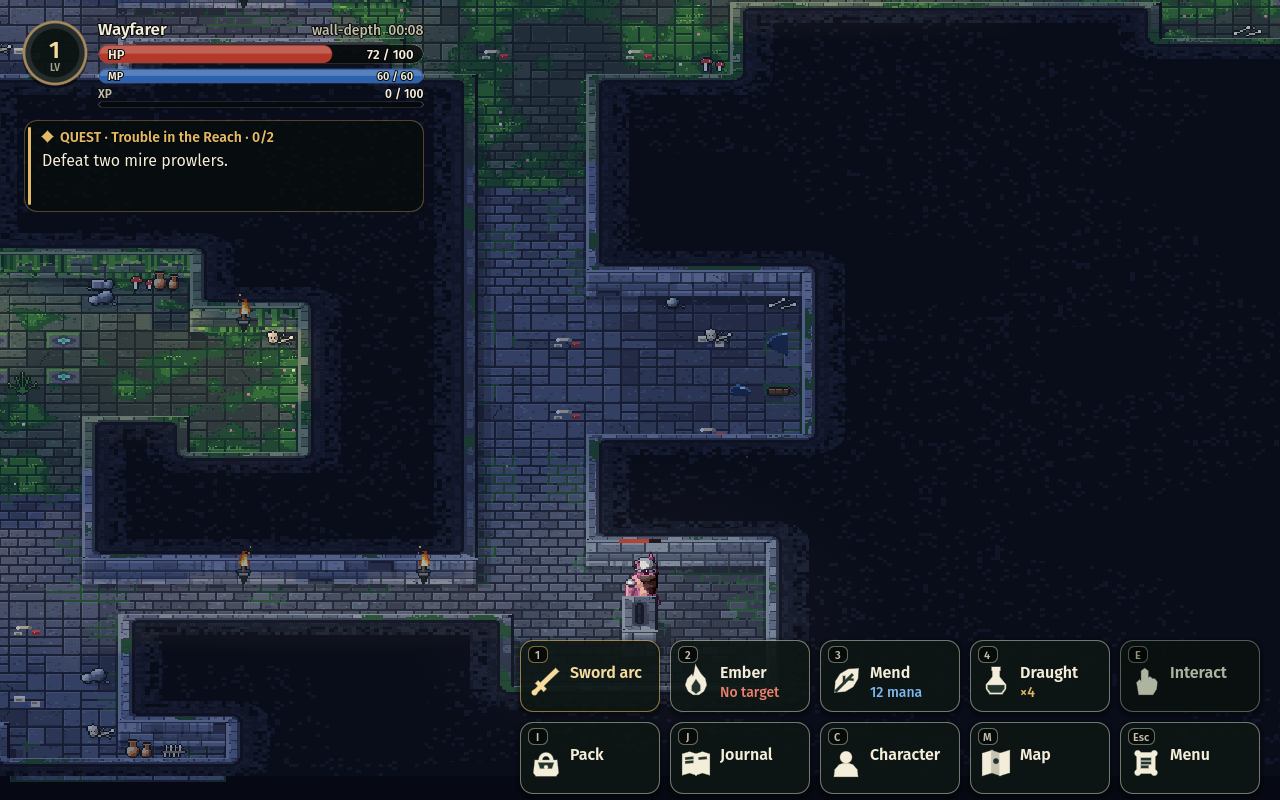 Wayfarer
wall-depth 00:08
1
LV
HP 72 / 100
MP 60 / 60
XP 0 / 100
QUEST · Trouble in the Reach · 0/2
Defeat two mire prowlers.
1 Sword arc
2 Ember
No target
3 Mend
12 mana
4 Draught
×4
E Interact
I Pack
J Journal
C Character
M Map
Esc Menu